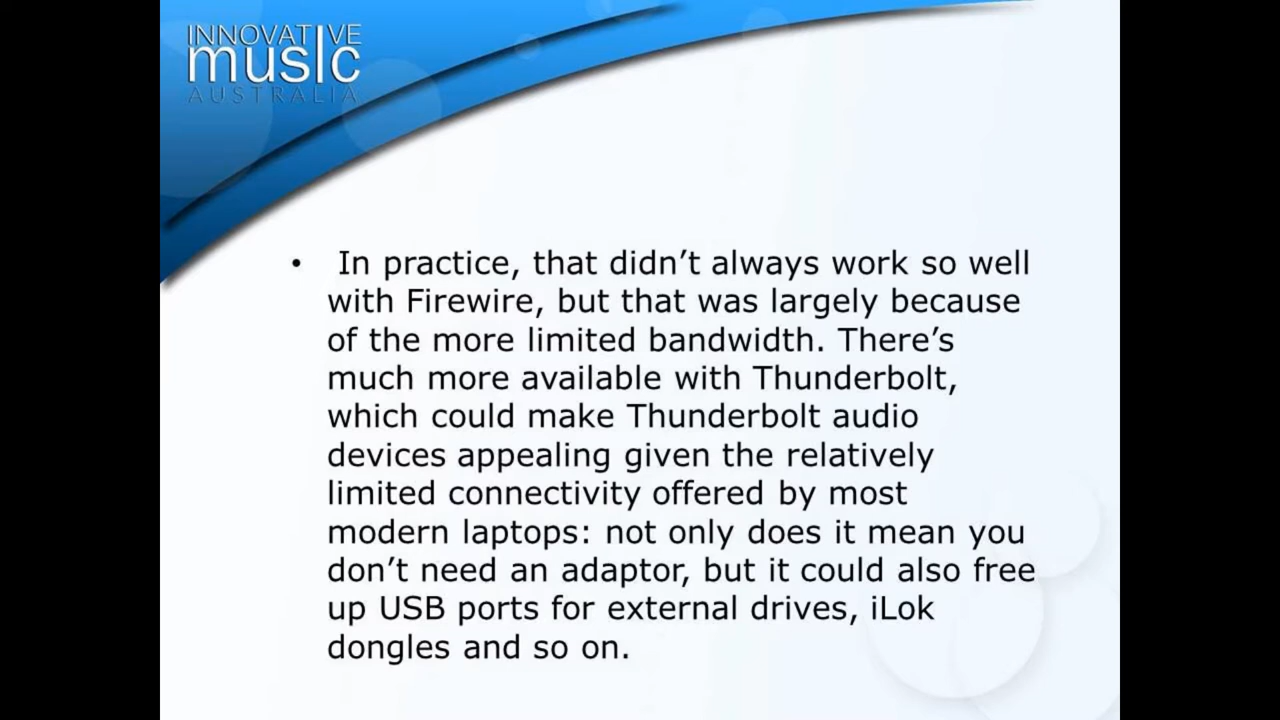 INNOVATIVE
music
AUSTRALIA
• In practice, that didn’t always work so well
with Firewire, but that was largely because
of the more limited bandwidth. There’s
much more available with Thunderbolt,
which could make Thunderbolt audio
devices appealing given the relatively
limited connectivity offered by most
modern laptops: not only does it mean you
don’t need an adaptor, but it could also free
up USB ports for external drives, iLok
dongles and so on.